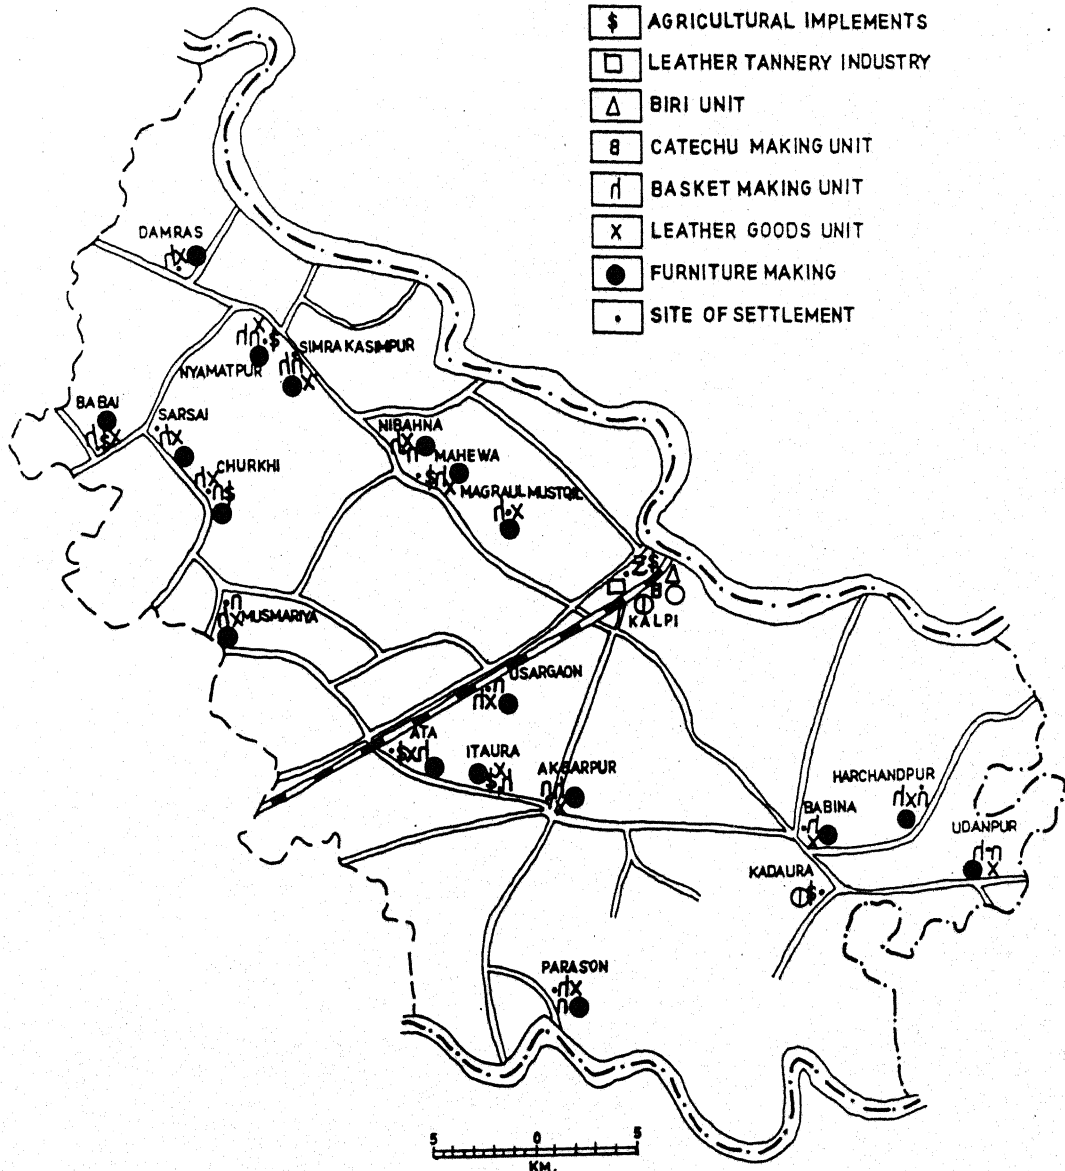 $ AGRICULTURAL IMPLEMENTS
LEATHER TANNERY INDUSTRY
BIRI UNIT
8 CATECHU MAKING UNIT
BASKET MAKING UNIT
X LEATHER GOODS UNIT
FURNITURE MAKING
SITE OF SETTLEMENT
DAMRAS
SIMRA KASIMPUR
NYAMATPUR
BABAI
SARSAI
NIBAHNA
CHURKHI
MAHEWA
MAGRAUL MUSTQIL
KALPI
MUSMARIYA
USARGAON
ATA
ITAURA
AKBARPUR
HARCHANDPUR
BABINA
UDANPUR
KADAURA
PARASON
5 0 5
KM.